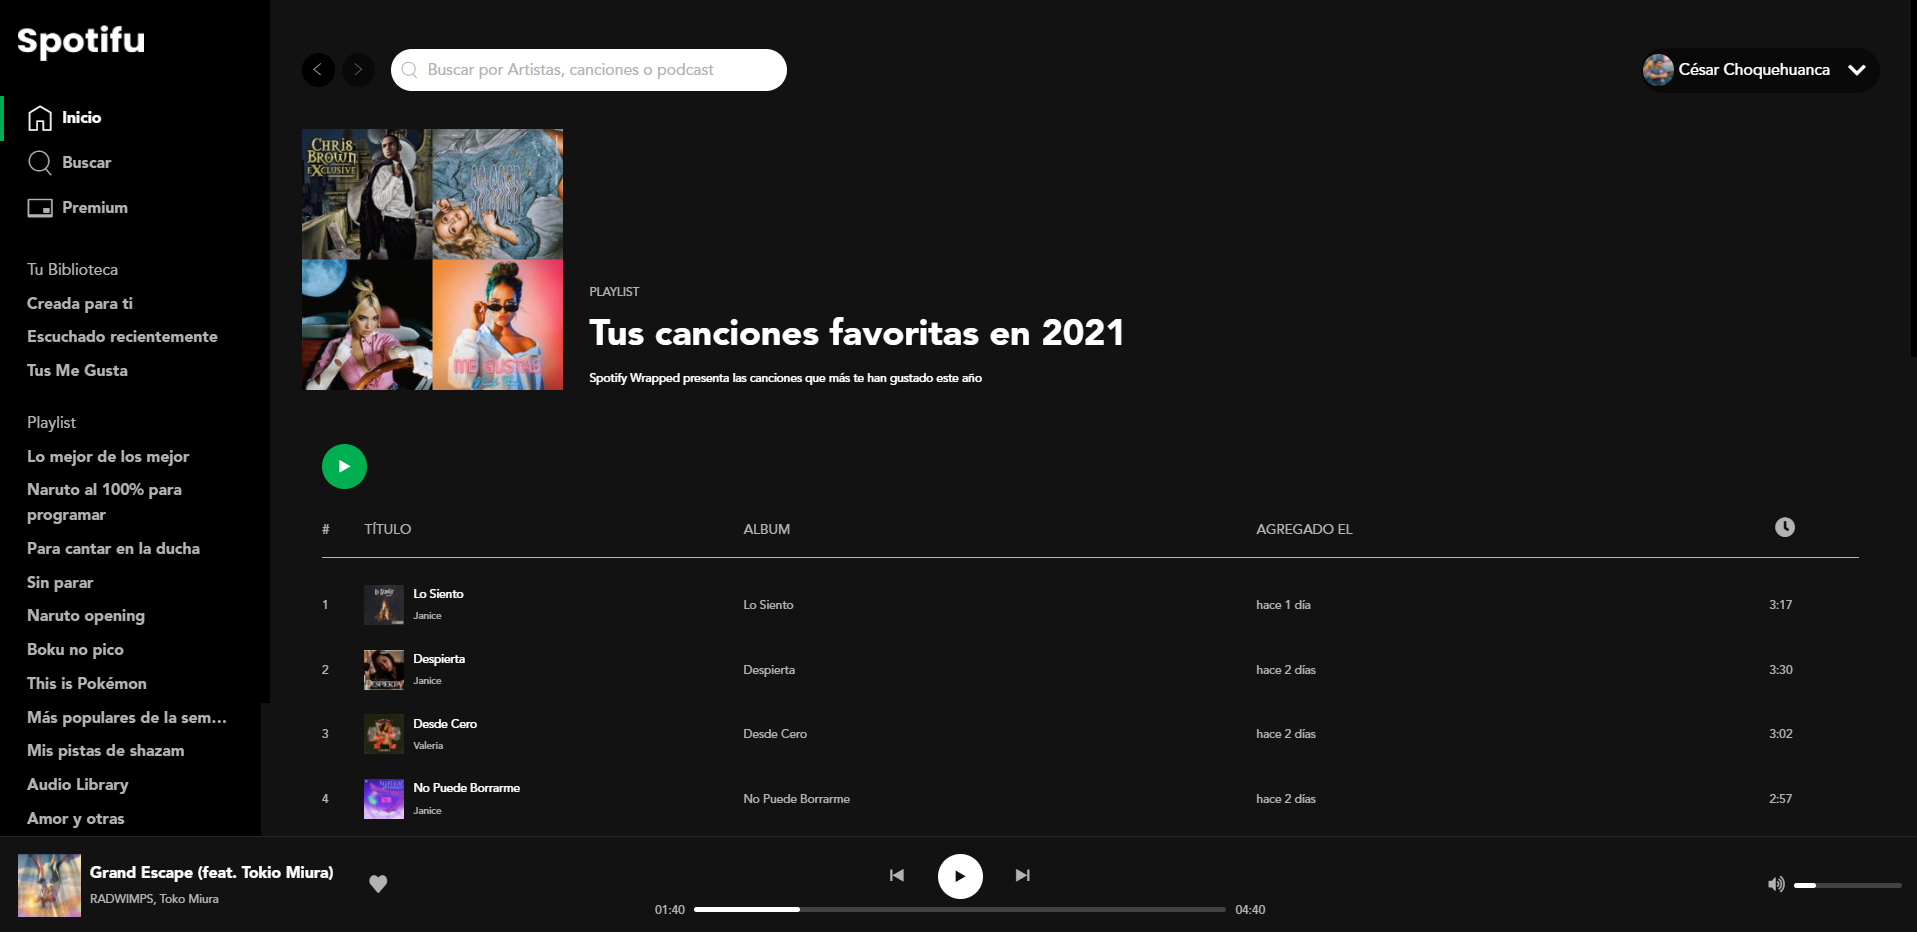 Spotifu
Inicio
Buscar
Premium
Tu Biblioteca
Creada para ti
Escuchado recientemente
Tus Me Gusta
Playlist
Lo mejor de los mejor
Naruto al 100% para
programar
Para cantar en la ducha
Sin parar
Naruto opening
Boku no pico
This is Pokémon
Más populares de la sem...
Mis pistas de shazam
Audio Library
Amor y otras
Buscar por Artistas, canciones o podcast
César Choquehuanca
CHRIS
BROWN
EXCLUSIVE
ME GUSTAS
PLAYLIST
Tus canciones favoritas en 2021
Spotify Wrapped presenta las canciones que más te han gustado este año
# TÍTULO ALBUM AGREGADO EL
1 Lo Siento Janice Lo Siento hace 1 día 3:17
2 Despierta Janice Despierta hace 2 días 3:30
DESPIERTA
3 Desde Cero Valeria Desde Cero hace 2 días 3:02
4 No Puede Borrarme Janice No Puede Borrarme hace 2 días 2:57
Grand Escape (feat. Tokio Miura)
RADWIMPS, Toko Miura
01:40 04:40